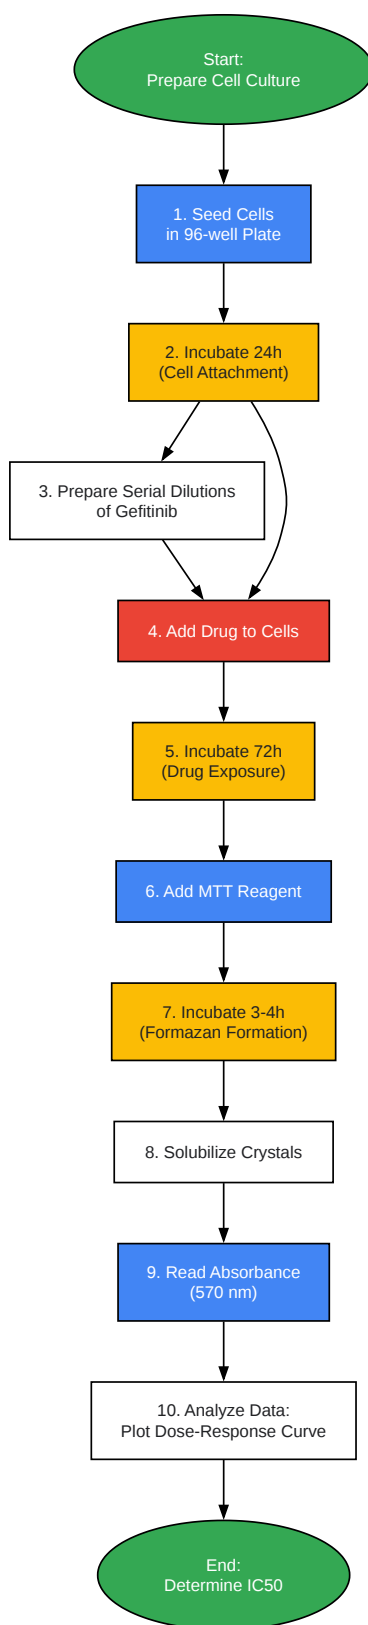 Start:
Prepare Cell Culture
1. Seed Cells
in 96-well Plate
2. Incubate 24h
(Cell Attachment)
3. Prepare Serial Dilutions
of Gefitinib
4. Add Drug to Cells
5. Incubate 72h
(Drug Exposure)
6. Add MTT Reagent
7. Incubate 3-4h
(Formazan Formation)
8. Solubilize Crystals
9. Read Absorbance
(570 nm)
10. Analyze Data:
Plot Dose-Response Curve
End:
Determine IC50